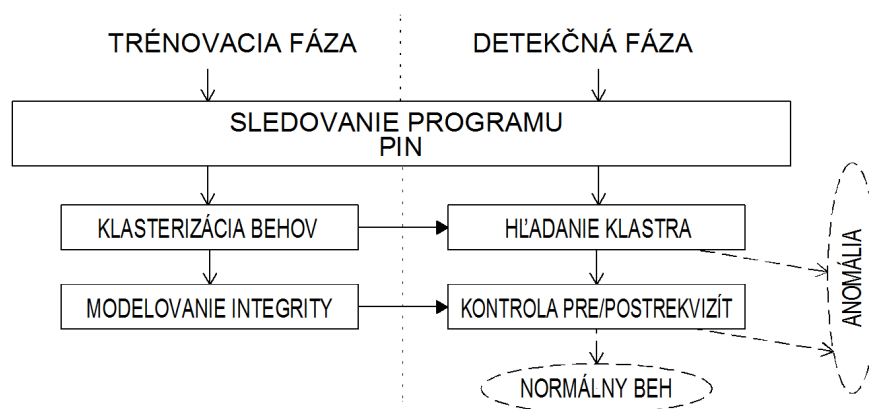 TRÉNOVACIA FÁZA
DETEKČNÁ FÁZA
SLEDOVANIE PROGRAMU
PIN
KLASTERIZÁCIA BEHOV
HĽADANIE KLASTRA
MODELOVANIE INTEGRITY
KONTROLA PRE/POSTREKVIZÍT
ANOMÁLIA
NORMÁLNY BEH